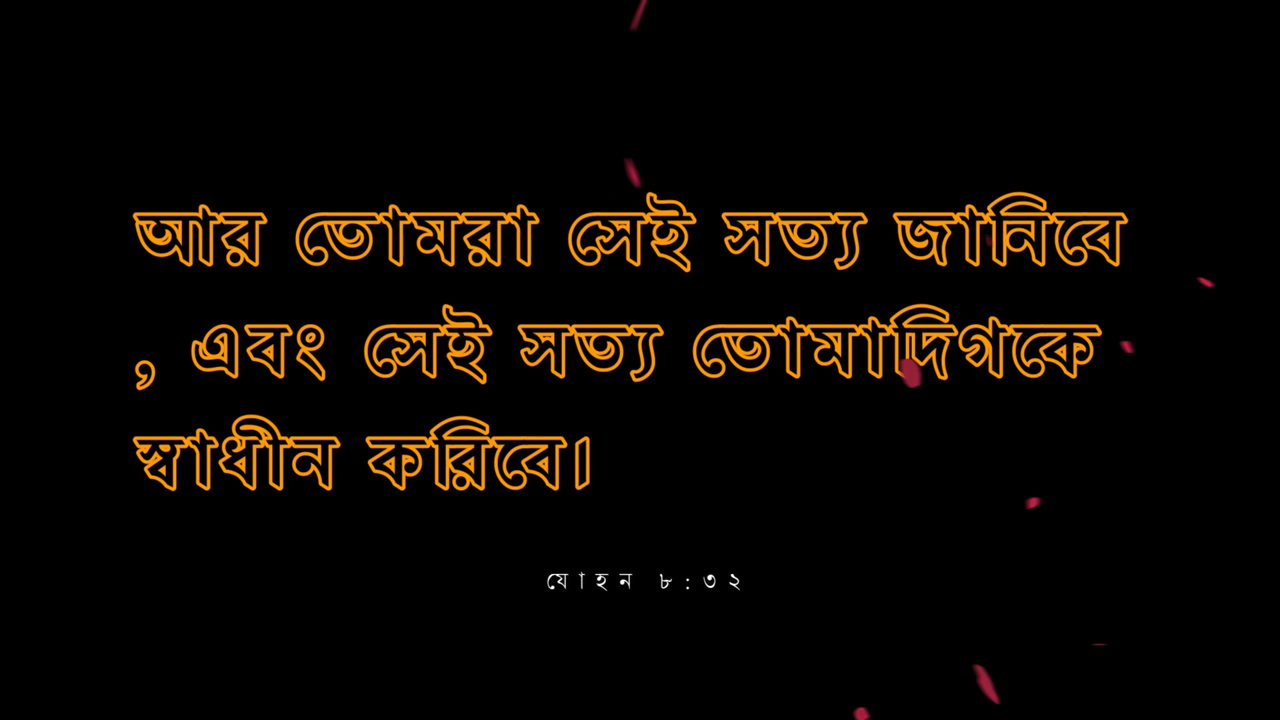 আর তোমরা সেই সত্য জানিবে
, এবং সেই সত্য তোমাদিগকে
স্বাধীন করিবে।
যোহন ৮:৩২